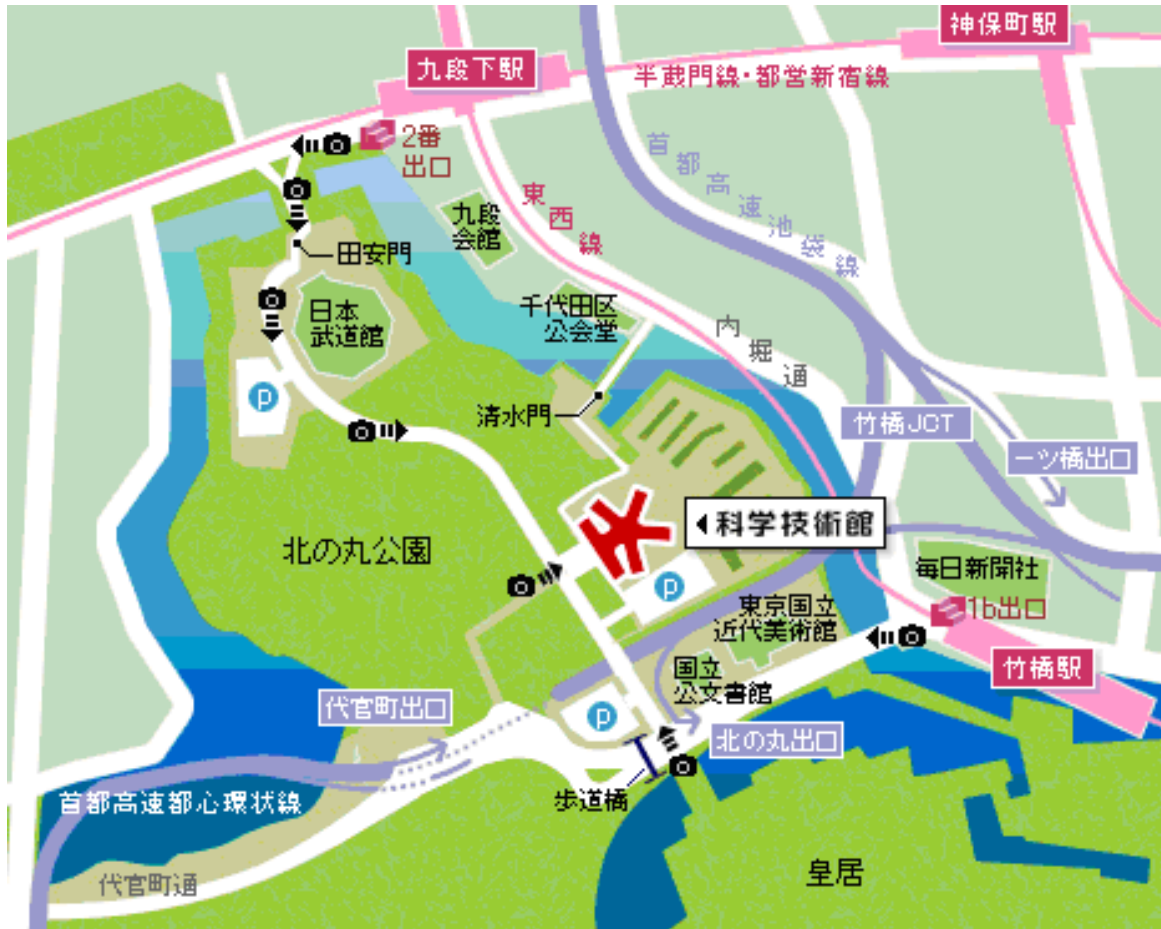 神保町駅
九段下駅
半蔵門線・都営新宿線
2番
出口
首都高速池袋線
東西線
九段
会館
田安門
日本
武道館
千代田区
公会堂
内堀通
P
清水門
竹橋JCT
一ツ橋出口
科学技術館
北の丸公園
P
毎日新聞社
東京国立
近代美術館
1b出口
国立
公文書館
竹橋駅
代官町出口
P
北の丸出口
歩道橋
首都高速都心環状線
代官町通
皇居